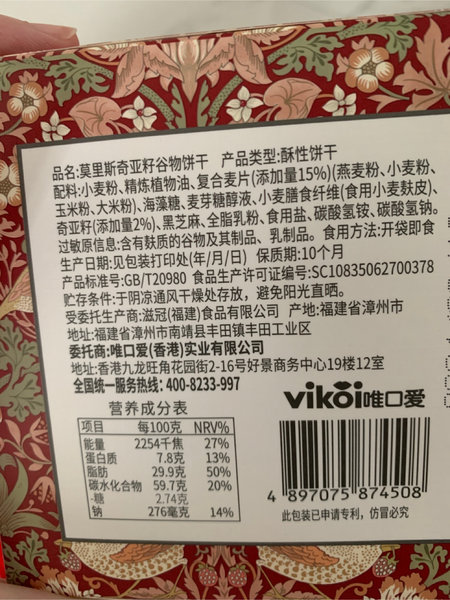 品名:莫里斯奇亚籽谷物饼干 产品类型:酥性饼干
配料:小麦粉、精炼植物油、复合麦片(添加量15%)(燕麦粉、小麦粉、
玉米粉、大米粉)、海藻糖、麦芽糖醇液、小麦膳食纤维(食用小麦麸皮)、
奇亚籽(添加量2%)、黑芝麻、全脂乳粉、食用盐、碳酸氢铵、碳酸氢钠。
过敏原信息:含有麸质的谷物及其制品、乳制品。食用方法:开袋即食
生产日期:见包装打印处(年/月/日) 保质期:10个月
产品标准号:GB/T20980 食品生产许可证编号:SC10835062700378
贮存条件:于阴凉通风干燥处存放，避免阳光直晒。
受委托生产商:滋冠(福建)食品有限公司 产地:福建省漳州市
地址:福建省漳州市南靖县丰田镇丰田工业区
委托商:唯口爱(香港)实业有限公司
地址:香港九龙旺角花园街2-16号好景商务中心19楼12室
全国统一服务热线:400-8233-997
营养成分表
项目 每100克 NRV%
能量 2254千焦 27%
蛋白质 7.8克 13%
脂肪 29.9克 50%
碳水化合物 59.7克 20%
-糖 2.74克
钠 276毫克 14%
vikoi唯口爱
4 897075 874508
此包装已申请专利，仿冒必究